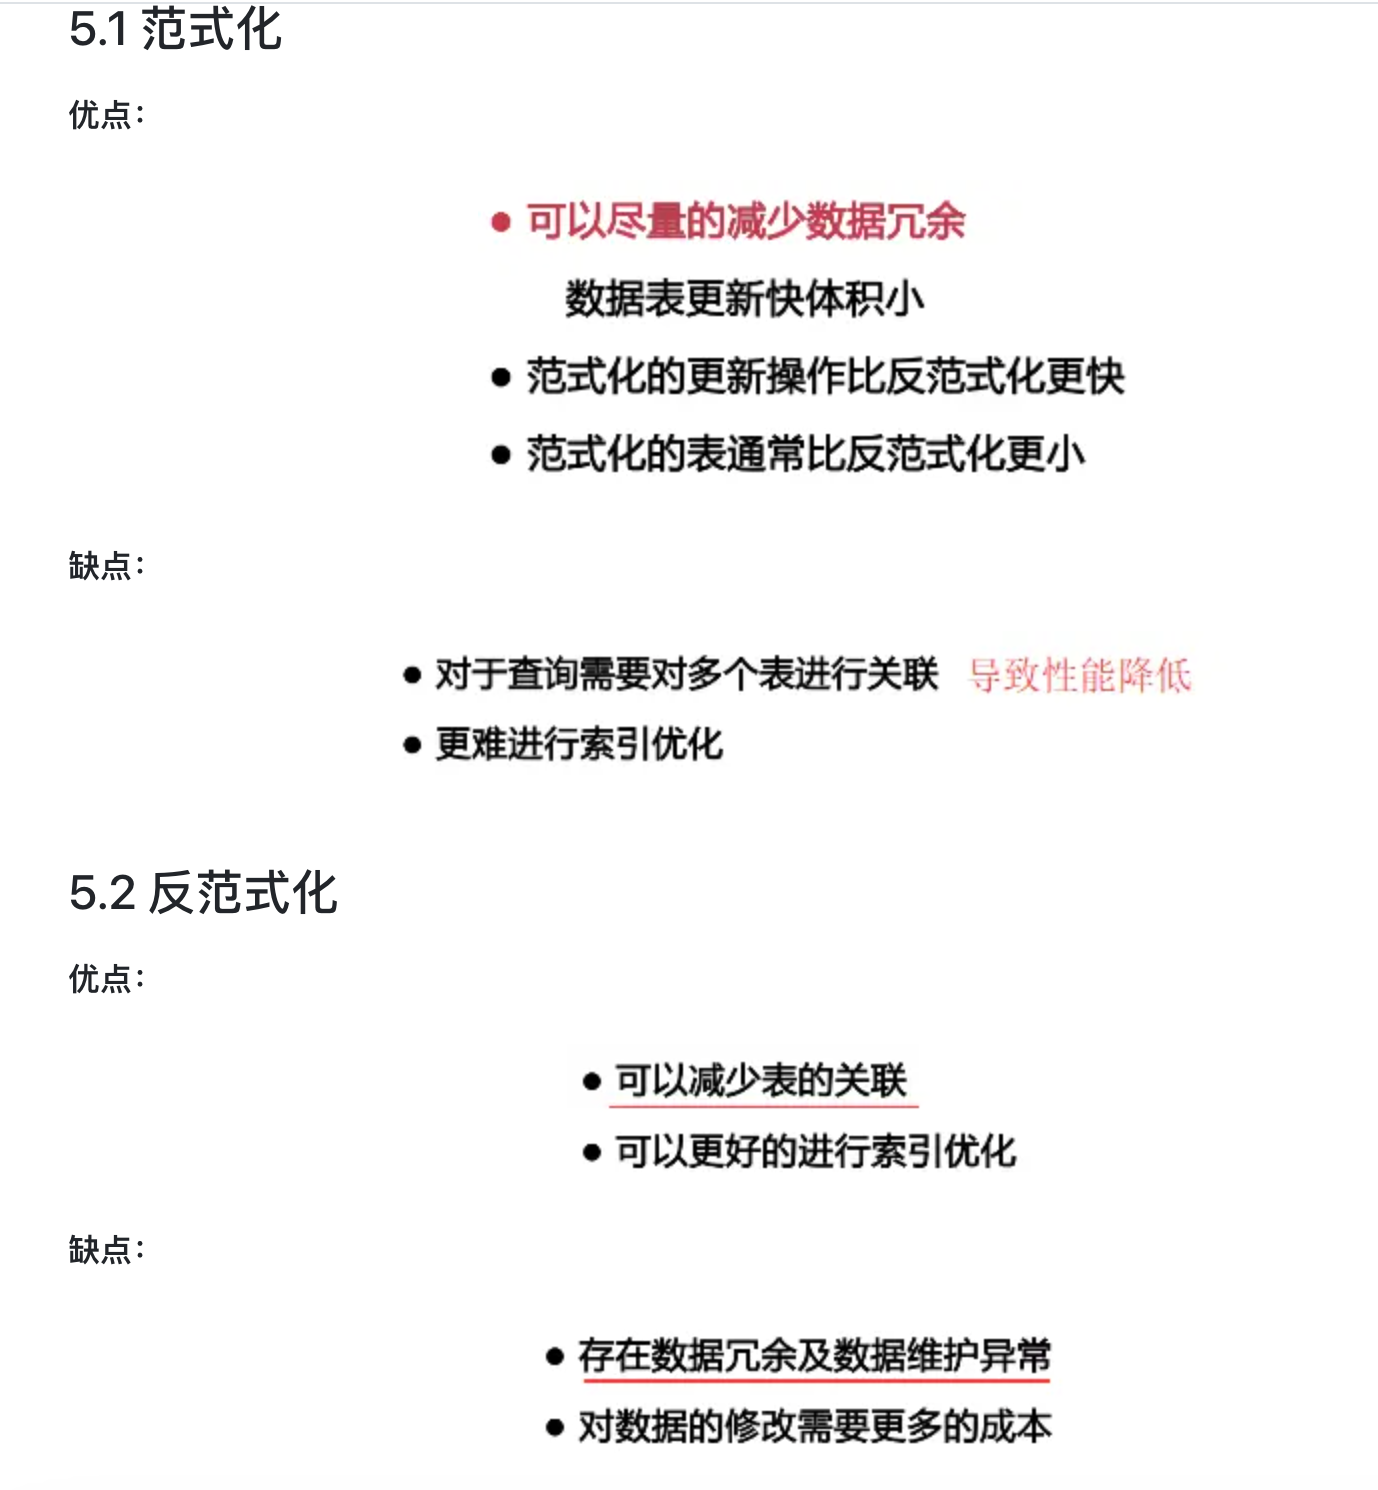 5.1 范式化
优点：
● 可以尽量的减少数据冗余
数据表更新快体积小
● 范式化的更新操作比反范式化更快
● 范式化的表通常比反范式化更小
缺点：
● 对于查询需要对多个表进行关联 导致性能降低
● 更难进行索引优化
5.2 反范式化
优点：
● 可以减少表的关联
● 可以更好的进行索引优化
缺点：
● 存在数据冗余及数据维护异常
● 对数据的修改需要更多的成本